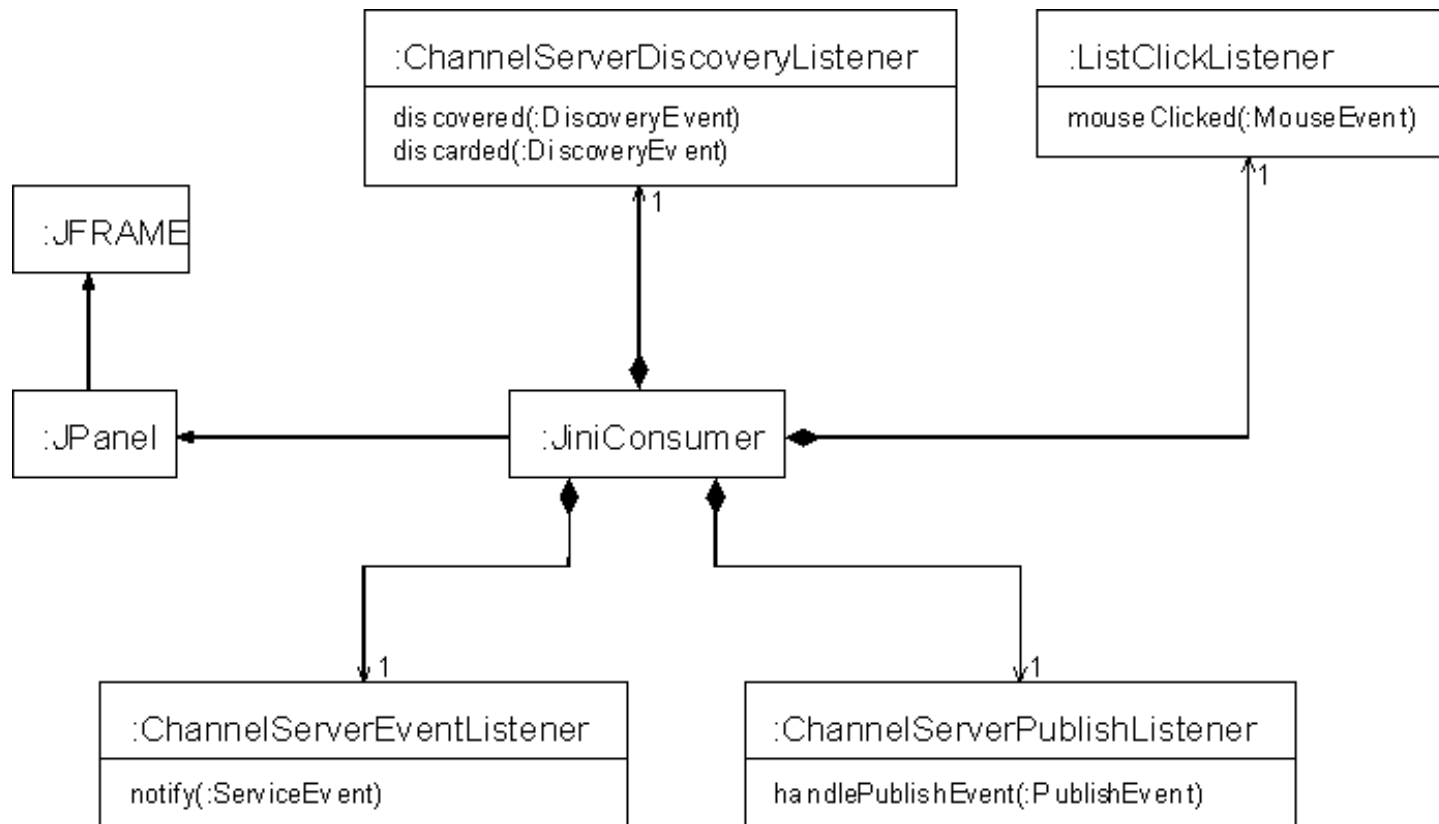 :ChannelServerDiscoveryListener
discovered(:DiscoveryEvent)
discarded(:DiscoveryEvent)
:ListClickListener
mouseClicked(:MouseEvent)
1
1
:JFRAME
:JPanel
:JiniConsumer
1
1
:ChannelServerEventListener
notify(:ServiceEvent)
:ChannelServerPublishListener
handlePublishEvent(:PublishEvent)